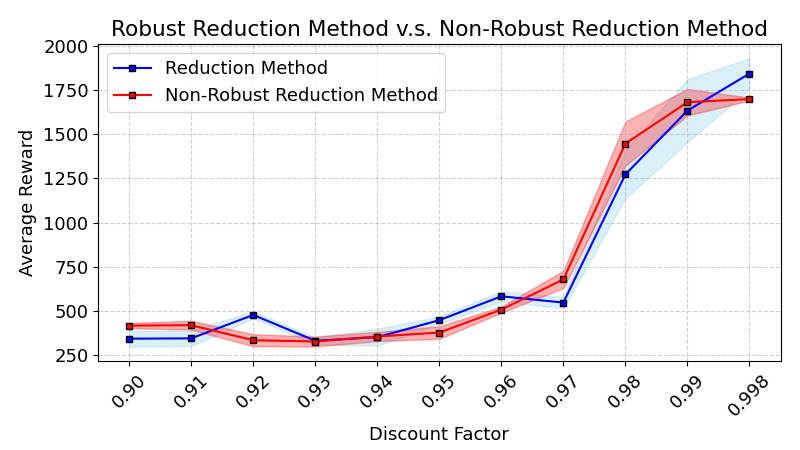 Robust Reduction Method v.s. Non-Robust Reduction Method
Reduction Method
Non-Robust Reduction Method
Average Reward
2000
1750
1500
1250
1000
750
500
250
0.90 0.91 0.92 0.93 0.94 0.95 0.96 0.97 0.98 0.99 0.998
Discount Factor